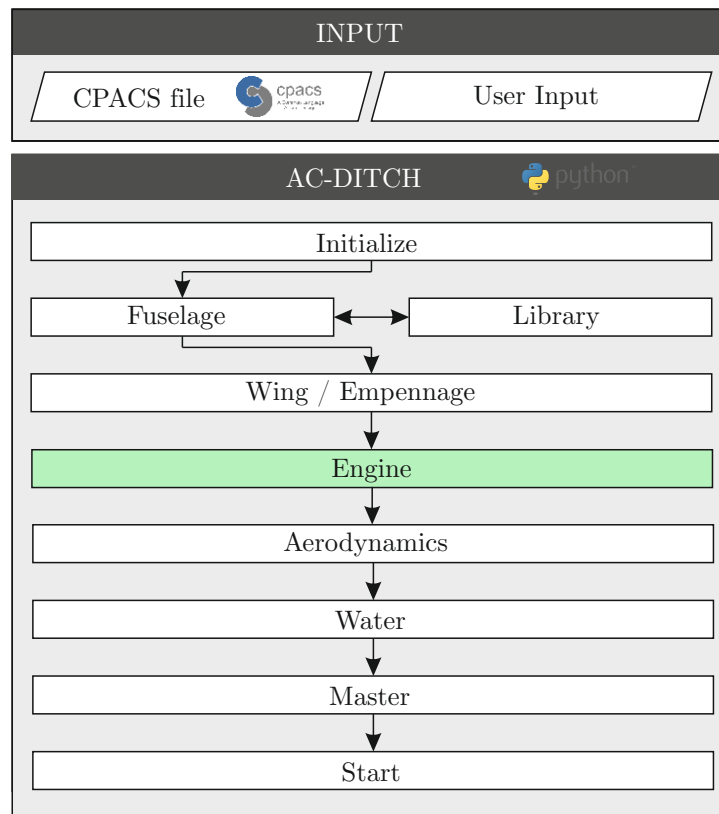 INPUT
CPACS file cpacs User Input
AC-DITCH python
Initialize
Fuselage Library
Wing / Empennage
Engine
Aerodynamics
Water
Master
Start